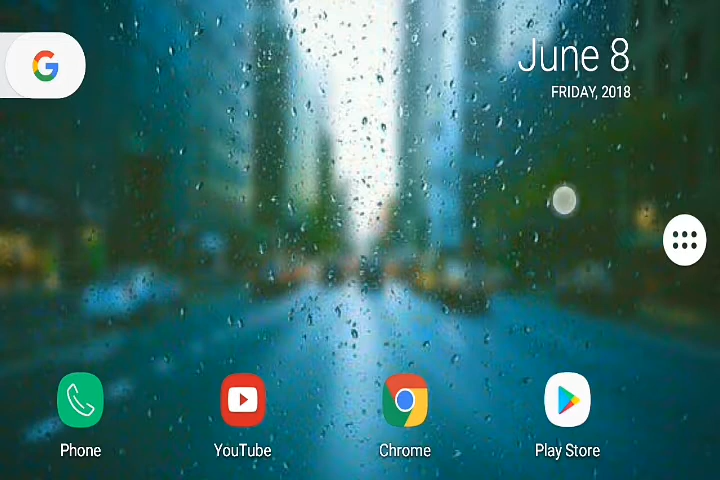 G
June 8
FRIDAY, 2018
Phone
YouTube
Chrome
Play Store